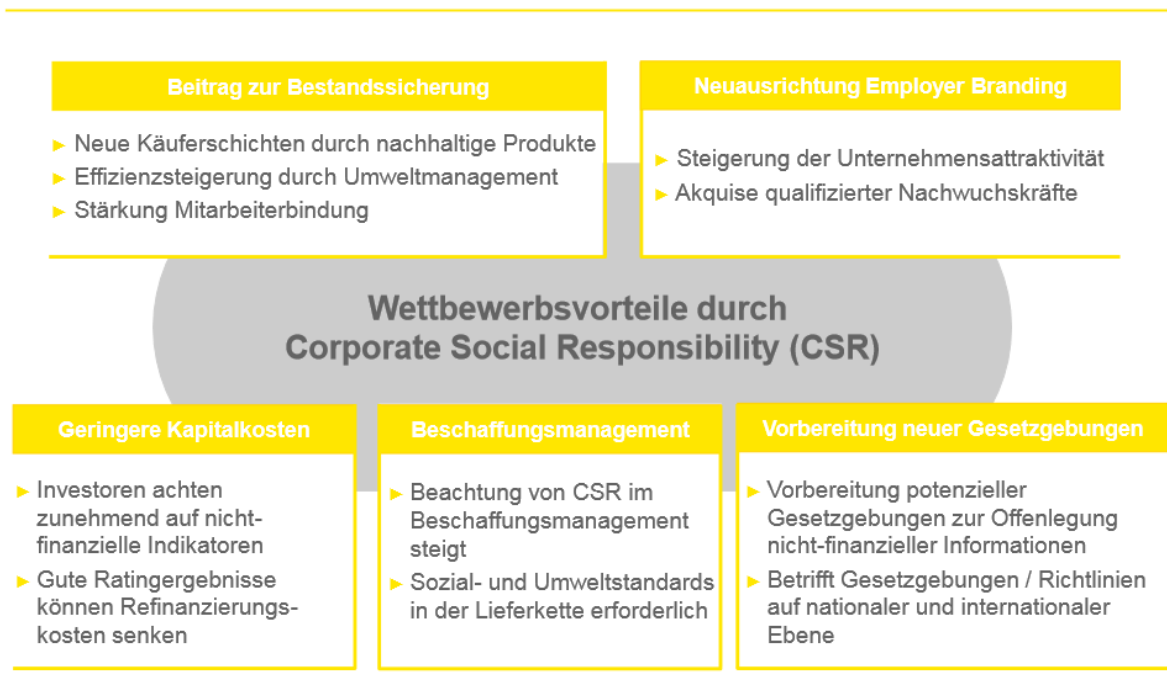 Beitrag zur Bestandssicherung
► Neue Käuferschichten durch nachhaltige Produkte
► Effizienzsteigerung durch Umweltmanagement
► Stärkung Mitarbeiterbindung
Neuausrichtung Employer Branding
► Steigerung der Unternehmensattraktivität
► Akquise qualifizierter Nachwuchskräfte
Wettbewerbsvorteile durch
Corporate Social Responsibility (CSR)
Geringere Kapitalkosten
► Investoren achten
zunehmend auf nicht-
finanzielle Indikatoren
► Gute Ratingergebnisse
können Refinanzierungs-
kosten senken
Beschaffungsmanagement
► Beachtung von CSR im
Beschaffungsmanagement
steigt
► Sozial- und Umweltstandards
in der Lieferkette erforderlich
Vorbereitung neuer Gesetzgebungen
► Vorbereitung potenzieller
Gesetzgebungen zur Offenlegung
nicht-finanzieller Informationen
► Betrifft Gesetzgebungen / Richtlinien
auf nationaler und internationaler
Ebene